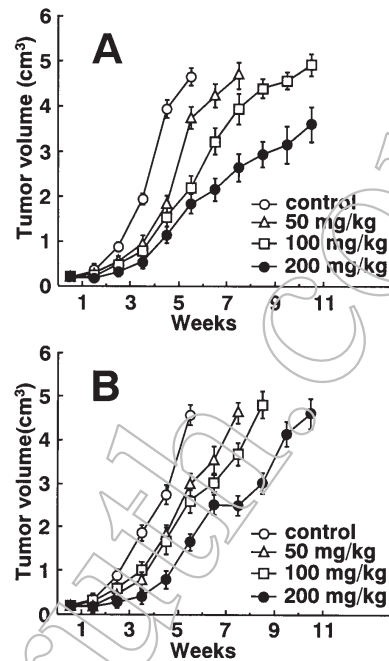 A
Tumor volume (cm³)
6
5
4
3
2
1
0
control
50 mg/kg
100 mg/kg
200 mg/kg
1 3 5 7 9 11
Weeks
B
Tumor volume(cm³)
6
5
4
3
2
1
0
control
50 mg/kg
100 mg/kg
200 mg/kg
1 3 5 7 9 11
Weeks